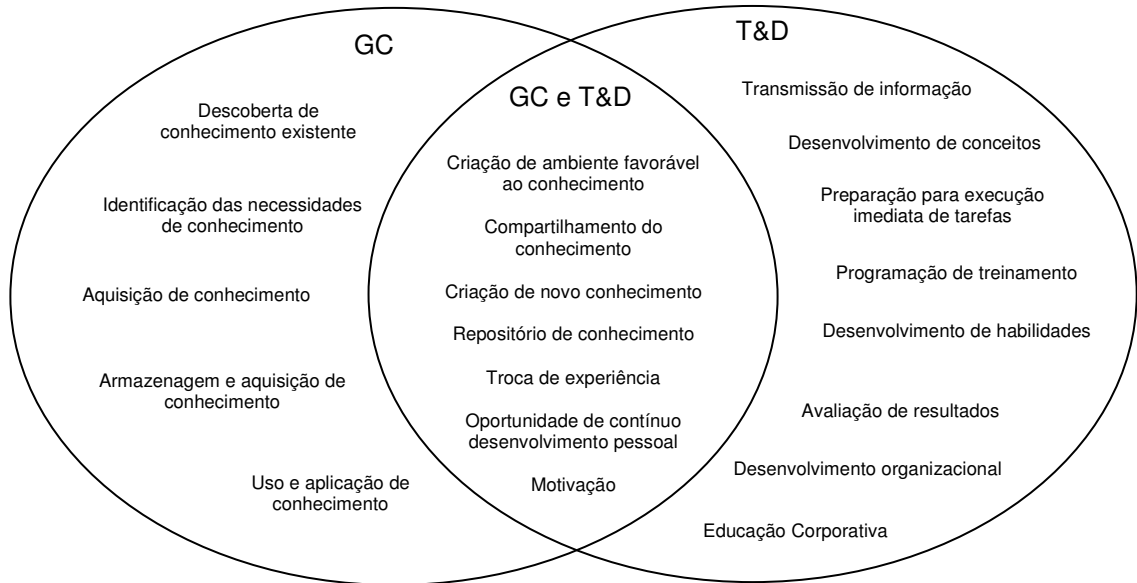 GC
Descoberta de
conhecimento existente
Identificação das necessidades
de conhecimento
Aquisição de conhecimento
Armazenagem e aquisição de
conhecimento
Uso e aplicação de
conhecimento
GC e T&D
Criação de ambiente favorável
ao conhecimento
Compartilhamento do
conhecimento
Criação de novo conhecimento
Repositório de conhecimento
Troca de experiência
Oportunidade de contínuo
desenvolvimento pessoal
Motivação
T&D
Transmissão de informação
Desenvolvimento de conceitos
Preparação para execução
imediata de tarefas
Programação de treinamento
Desenvolvimento de habilidades
Avaliação de resultados
Desenvolvimento organizacional
Educação Corporativa